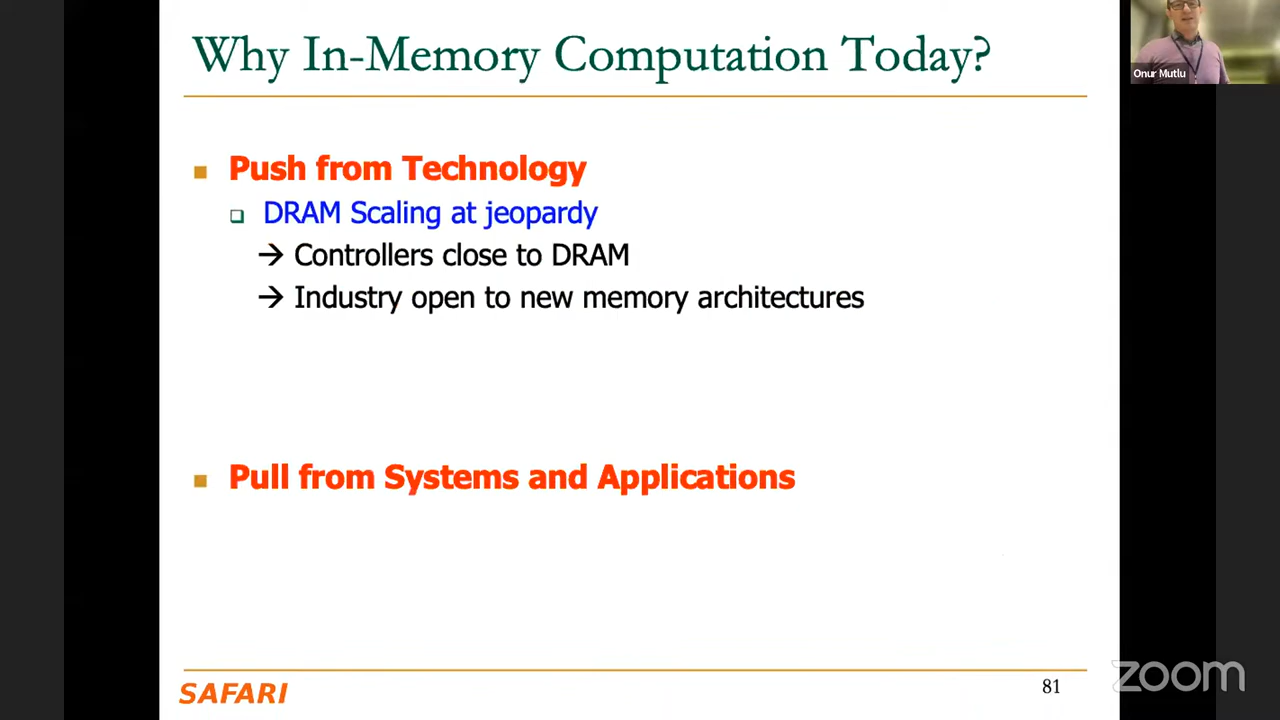 Why In-Memory Computation Today?
Onur Mutlu
Push from Technology
DRAM Scaling at jeopardy
→ Controllers close to DRAM
→ Industry open to new memory architectures
Pull from Systems and Applications
SAFARI
81
zoom